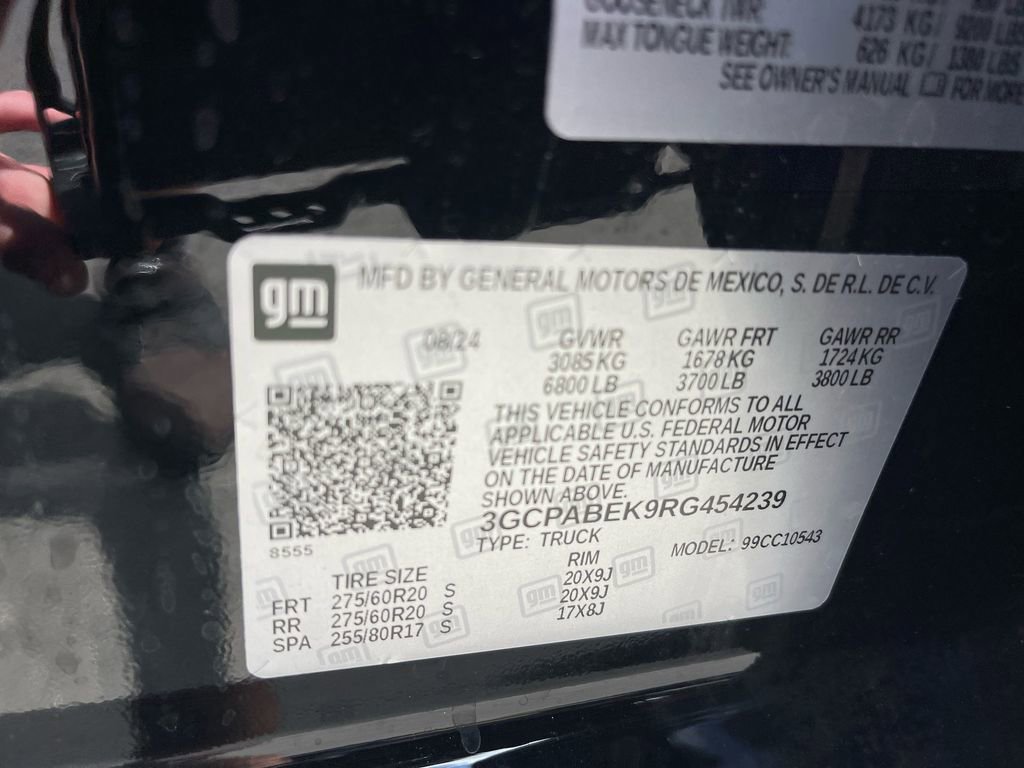 GOOSENECK TWR: 4173 KG/ 9200 LBS
MAX TONGUE WEIGHT: 626 KG/ 1380 LBS
SEE OWNER'S MANUAL FOR MORE
gm
MFD BY GENERAL MOTORS DE MEXICO, S. DE R.L. DE C.V.
08/24 GVWR GAWR FRT GAWR RR
3085 KG 1678 KG 1724 KG
6800 LB 3700 LB 3800 LB
THIS VEHICLE CONFORMS TO ALL
APPLICABLE U.S. FEDERAL MOTOR
VEHICLE SAFETY STANDARDS IN EFFECT
ON THE DATE OF MANUFACTURE
SHOWN ABOVE.
3GCPABEK9RG454239
8555
TYPE: TRUCK MODEL: 99CC10543
TIRE SIZE RIM
FRT 275/60R20 S 20X9J
RR 275/60R20 S 20X9J
SPA 255/80R17 S 17X8J